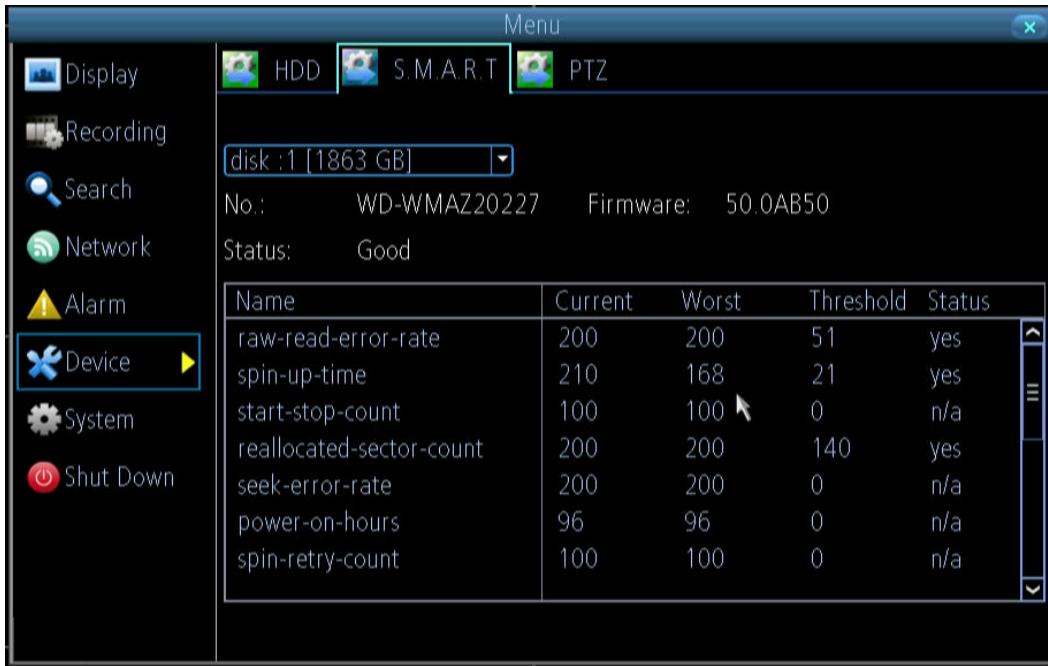 Menu
Display
Recording
Search
Network
Alarm
Device
System
Shut Down
HDD S.M.A.R.T PTZ
disk :1 [1863 GB]
No.: WD-WMAZ20227 Firmware: 50.0AB50
Status: Good
Name Current Worst Threshold Status
raw-read-error-rate 200 200 51 yes
spin-up-time 210 168 21 yes
start-stop-count 100 100 0 n/a
reallocated-sector-count 200 200 140 yes
seek-error-rate 200 200 0 n/a
power-on-hours 96 96 0 n/a
spin-retry-count 100 100 0 n/a